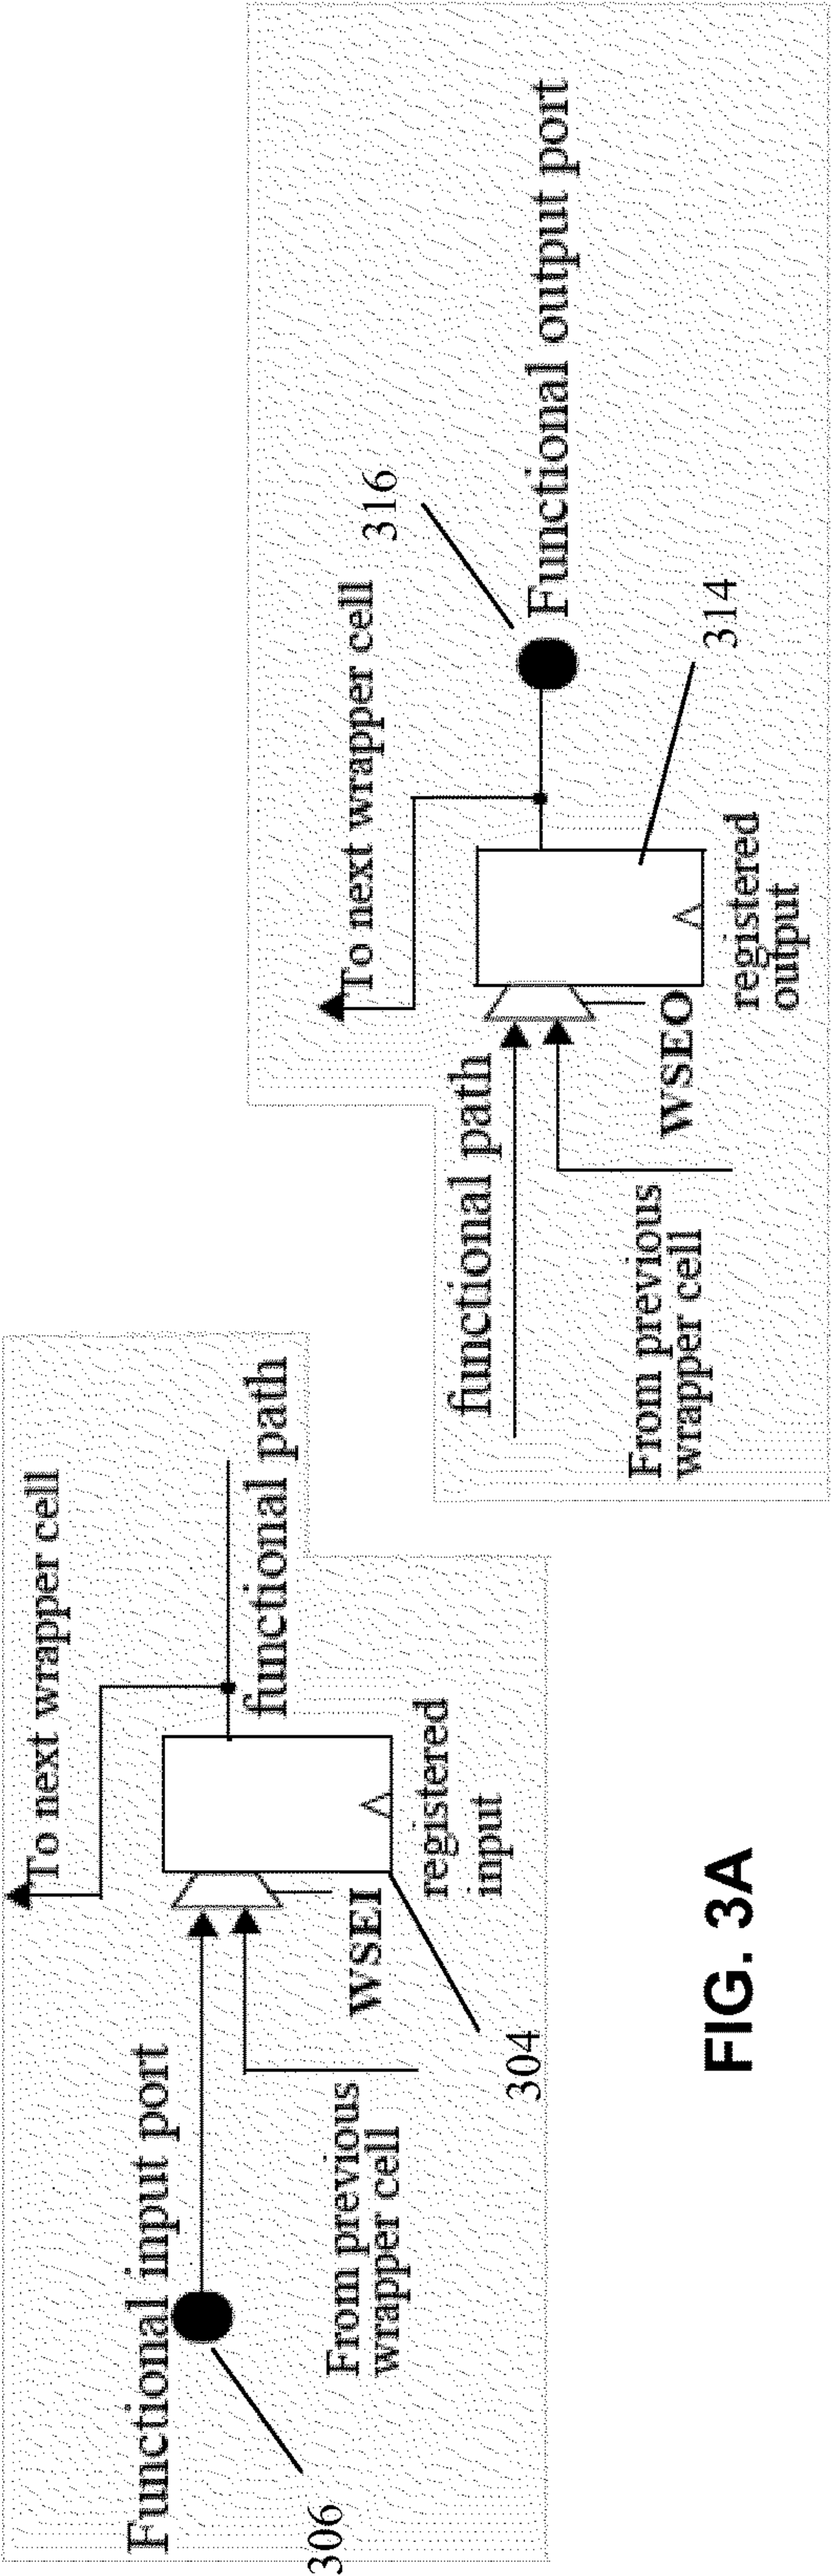 Functional input port
306
From previous
wrapper cell
WSEI
304
registered
input
To next wrapper cell
functional path
functional path
From previous
wrapper cell
WSEO
registered
output
To next wrapper cell
314
316
Functional output port
FIG. 3A